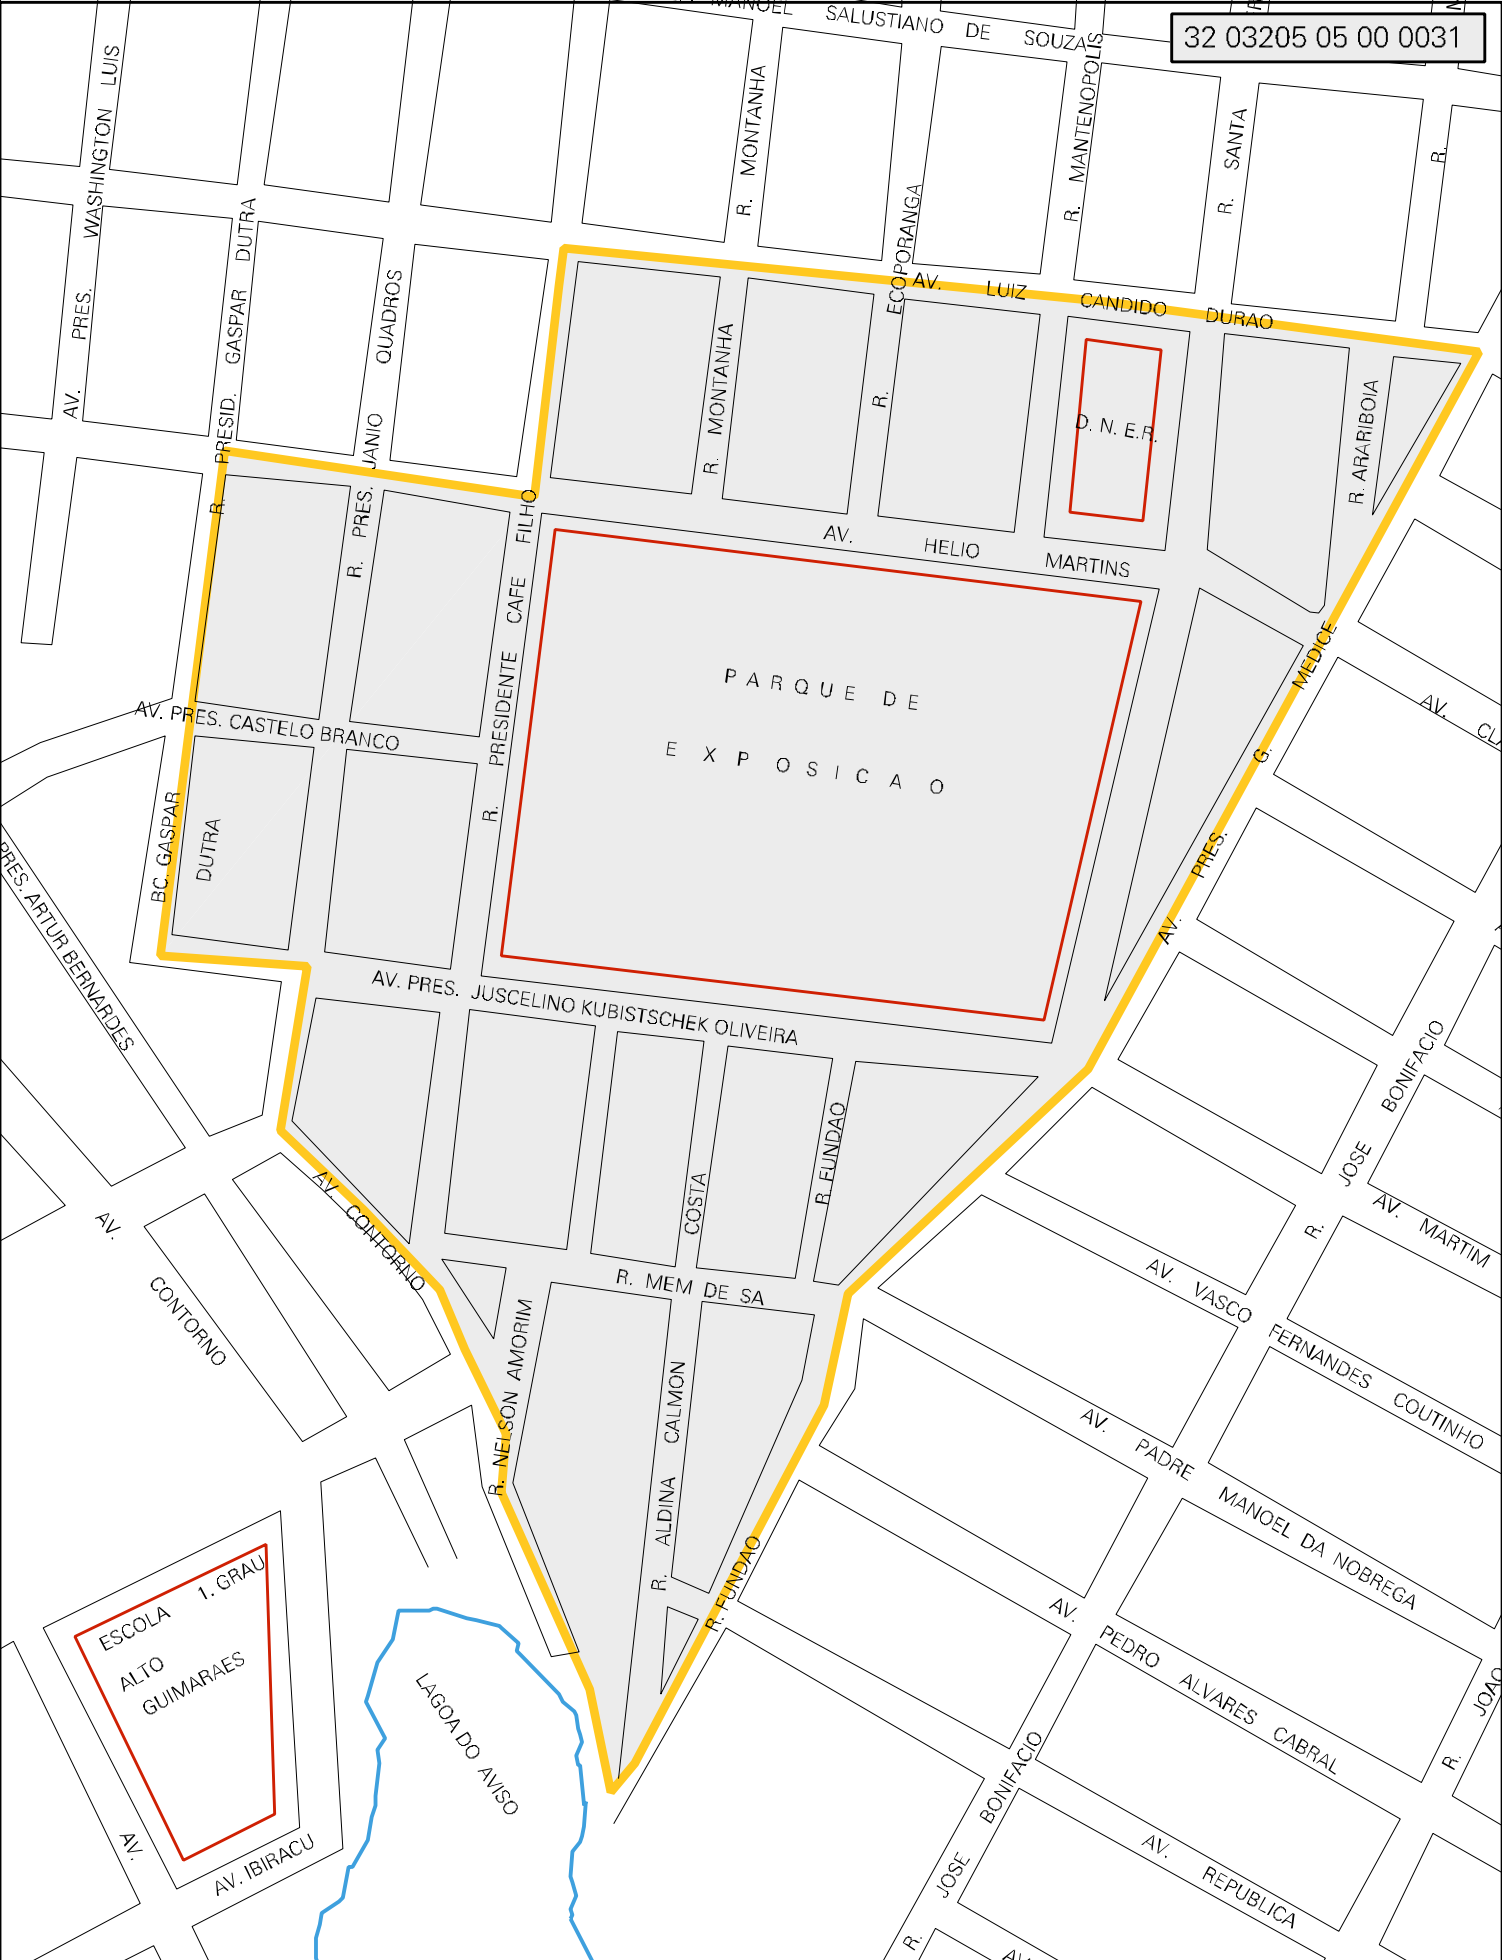 MANOEL SALUSTIANO DE SOUZA
32 03205 05 00 0031
AV. PRES. WASHINGTON LUIS
R. PRESID. GASPAR DUTRA
R. PRES. JANIO QUADROS
R. MONTANHA
R. ECOPORANGA
R. MANTENOPOLIS
R. SANTA
R.
AV. LUIZ CANDIDO DURAO
R. MONTANHA
D. N. E.R.
R. ARARIBOIA
AV. HELIO MARTINS
R. PRESIDENTE CAFE FILHO
PARQUE DE
EXPOSICAO
AV. PRES. G. MEDICE
AV. CLA
AV. PRES. CASTELO BRANCO
BC. GASPAR
DUTRA
PRES. ARTUR BERNARDES
AV. PRES. JUSCELINO KUBISTSCHEK OLIVEIRA
R. FUNDAO
COSTA
R. JOSE BONIFACIO
AV. MARTIM
AV. CONTORNO
AV. CONTORNO
R. MEM DE SA
AV. VASCO FERNANDES COUTINHO
R. NELSON AMORIM
R. ALDINA CALMON
AV. PADRE MANOEL DA NOBREGA
R. FUNDAO
AV. PEDRO ALVARES CABRAL
R. JOAO
ESCOLA 1. GRAU
ALTO
GUIMARAES
LAGOA DO AVISO
AV.
AV. IBIRACU
R. JOSE BONIFACIO
AV. REPUBLICA
AV.